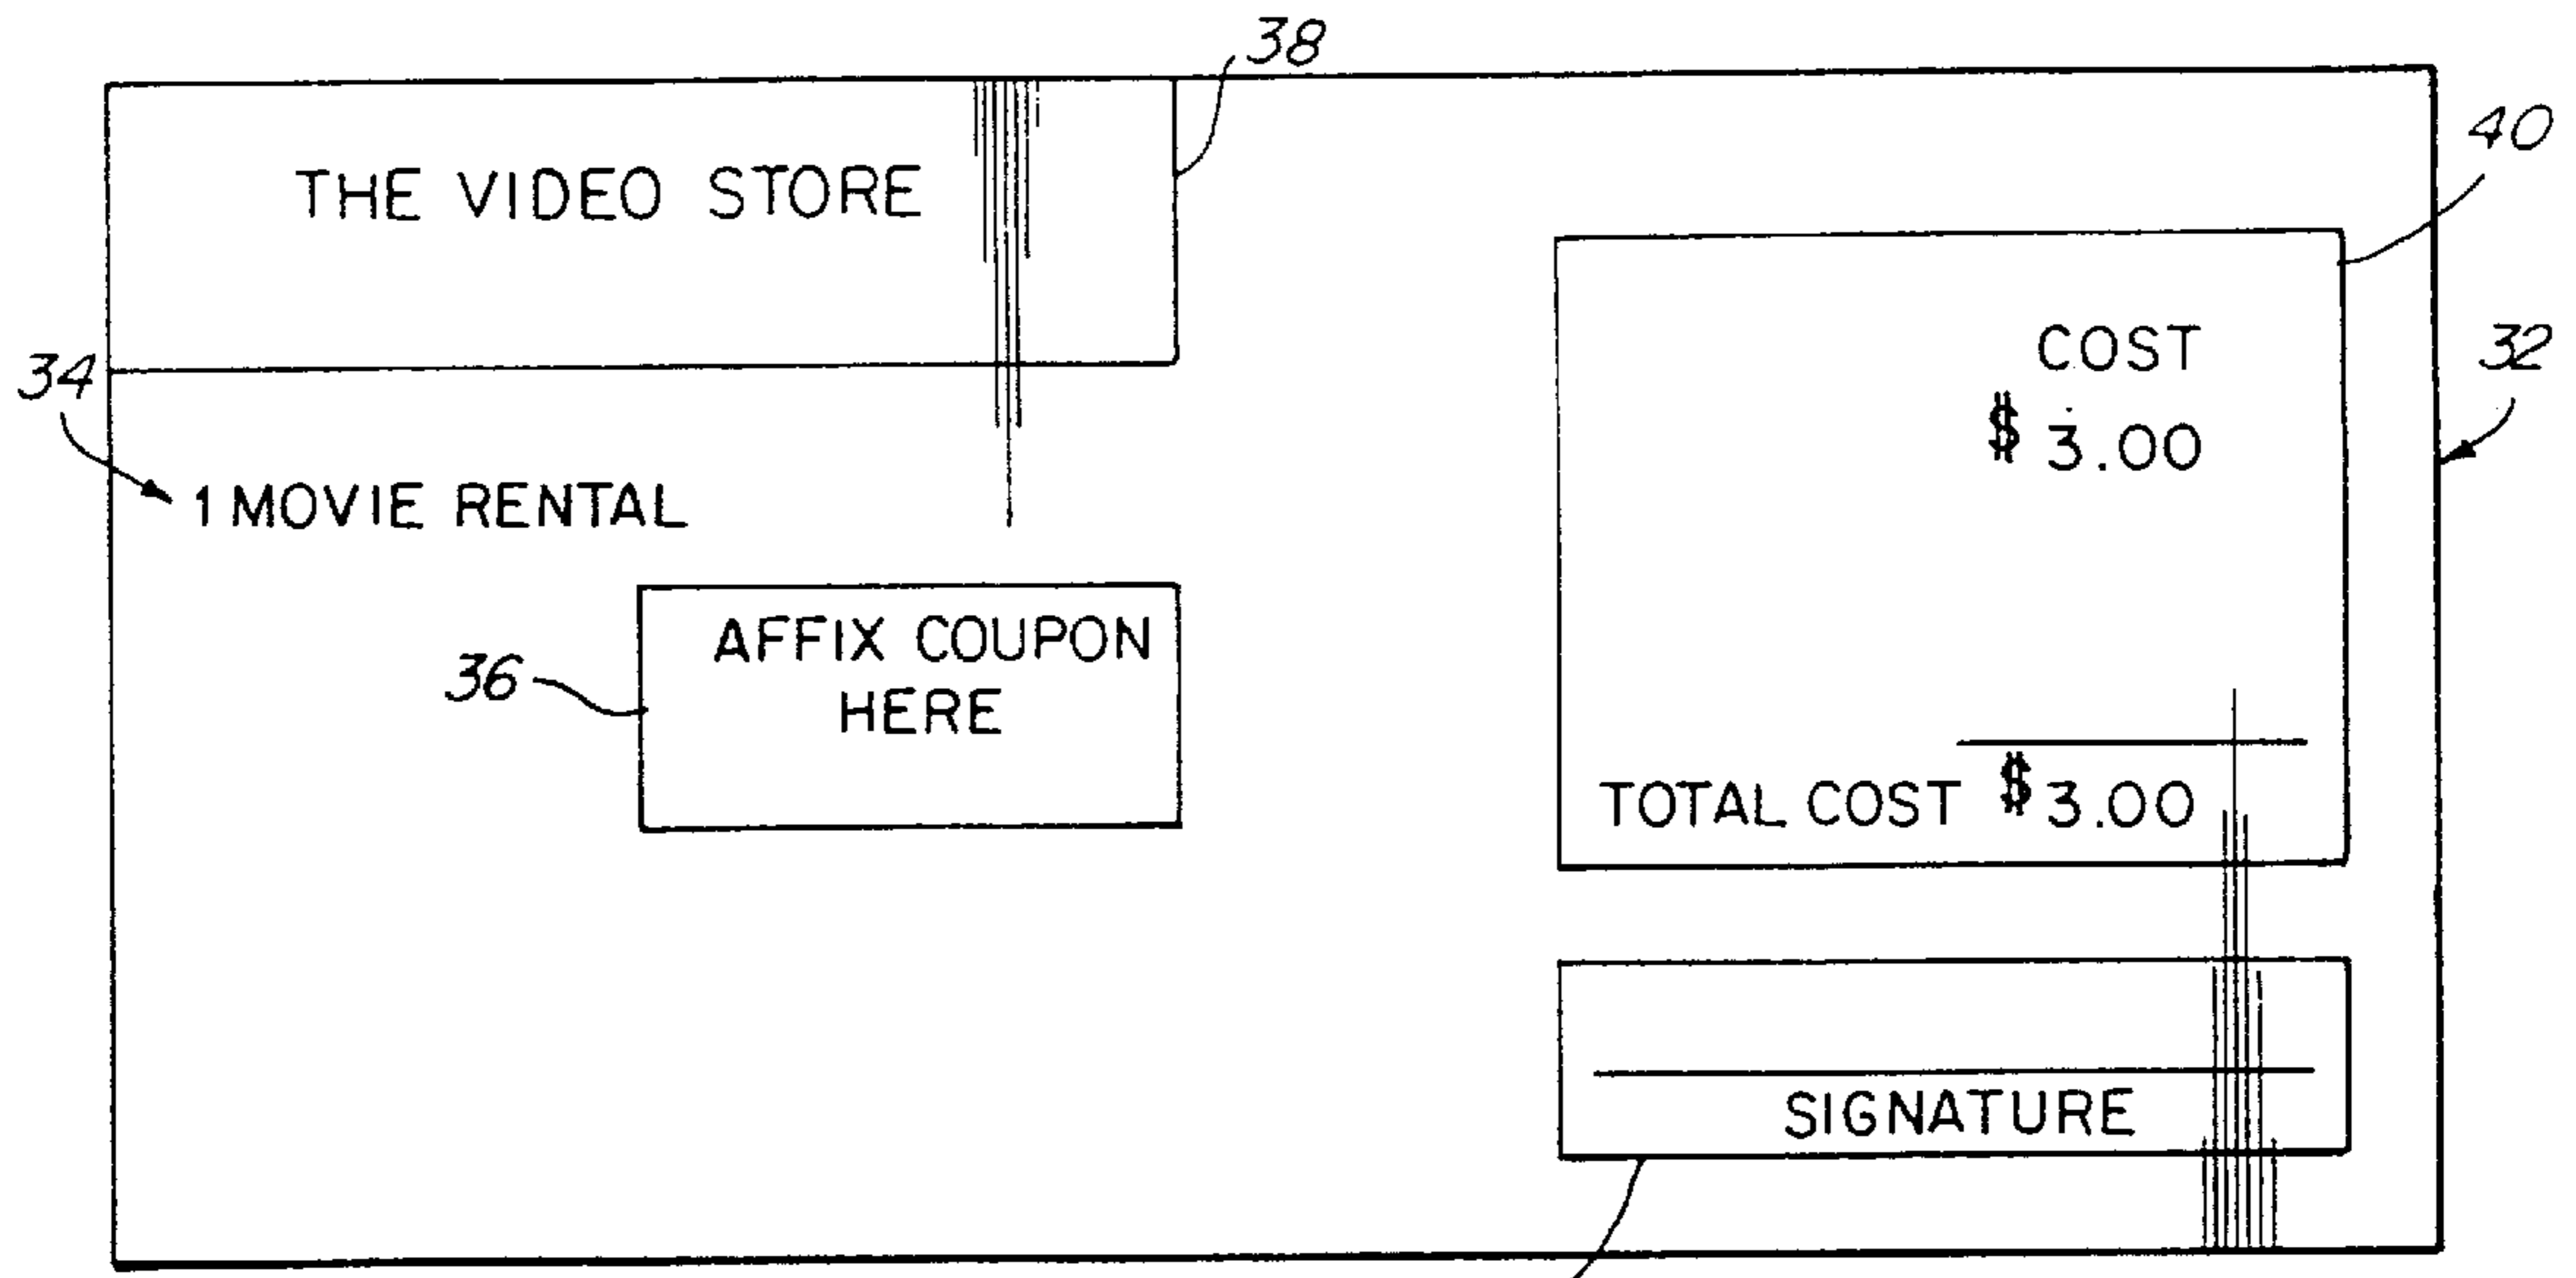 38
THE VIDEO STORE
40
COST
$ 3.00
32
34
1 MOVIE RENTAL
36
AFFIX COUPON
HERE
TOTAL COST $3.00
SIGNATURE